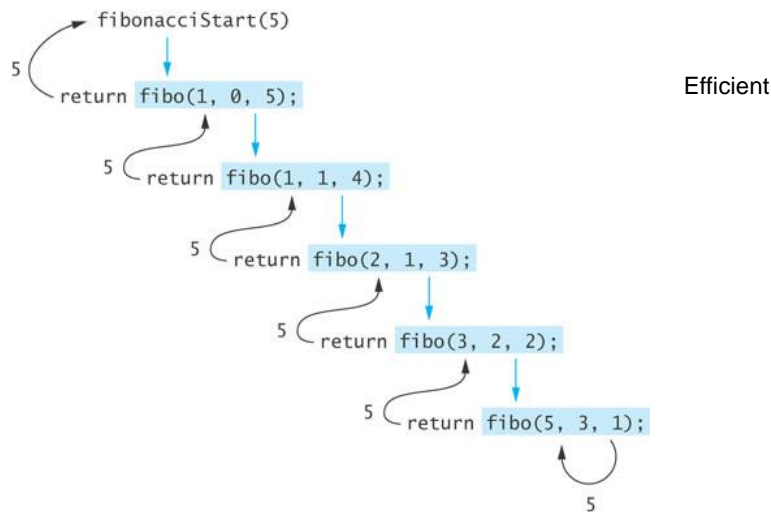 fibonacciStart(5)
5
Efficient
return fibo(1, 0, 5);
5
return fibo(1, 1, 4);
5
return fibo(2, 1, 3);
5
return fibo(3, 2, 2);
5
return fibo(5, 3, 1);
5